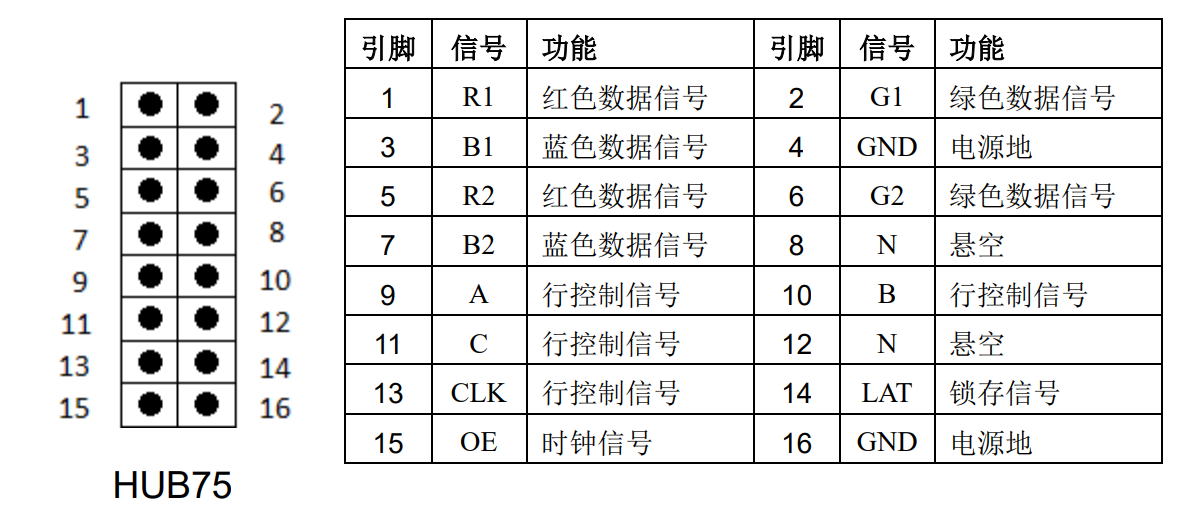 1 2
3 4
5 6
7 8
9 10
11 12
13 14
15 16
HUB75
引脚 信号 功能 引脚 信号 功能
1 R1 红色数据信号 2 G1 绿色数据信号
3 B1 蓝色数据信号 4 GND 电源地
5 R2 红色数据信号 6 G2 绿色数据信号
7 B2 蓝色数据信号 8 N 悬空
9 A 行控制信号 10 B 行控制信号
11 C 行控制信号 12 N 悬空
13 CLK 行控制信号 14 LAT 锁存信号
15 OE 时钟信号 16 GND 电源地